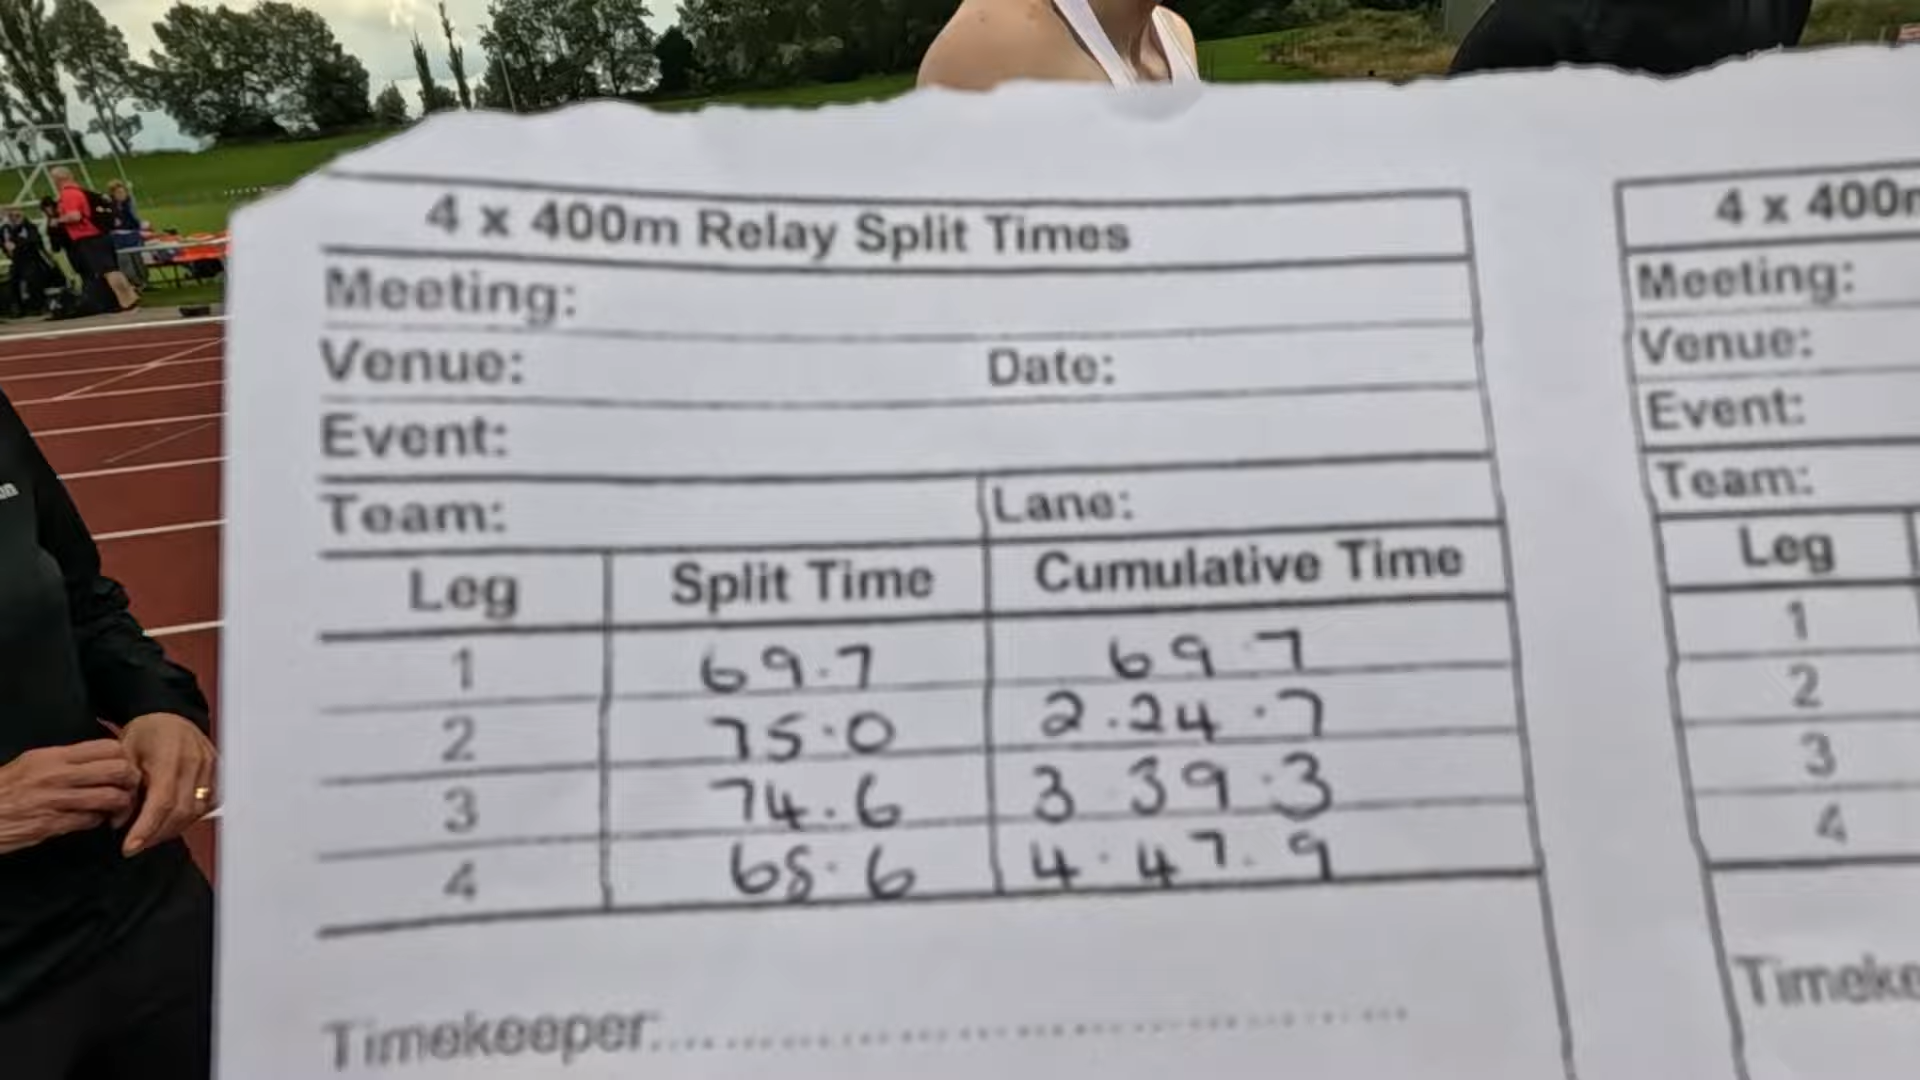 4 x 400m Relay Split Times
Meeting:
Venue: Date:
Event:
Team: Lane:
Leg Split Time Cumulative Time
1 69.7 69.7
2 75.0 2.24.7
3 74.6 3 39.3
4 68.6 4.47.9
Timekeeper:
4 x 400m
Meeting:
Venue:
Event:
Team:
Leg
1
2
3
4
Timeke